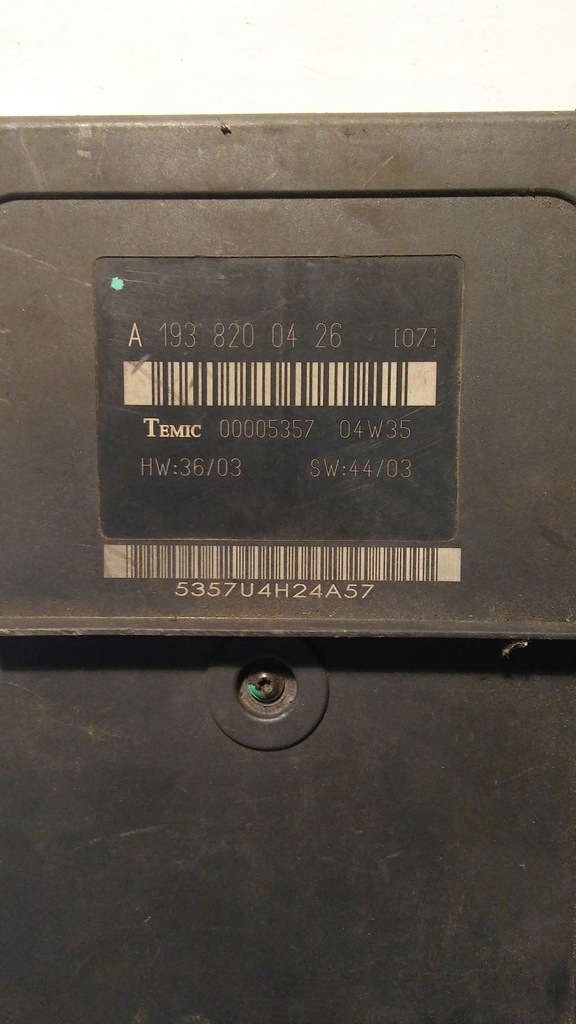 A 193 820 04 26 [07]
TEMIC 00005357 04W35
HW:36/03 SW:44/03
5357U4H24A57